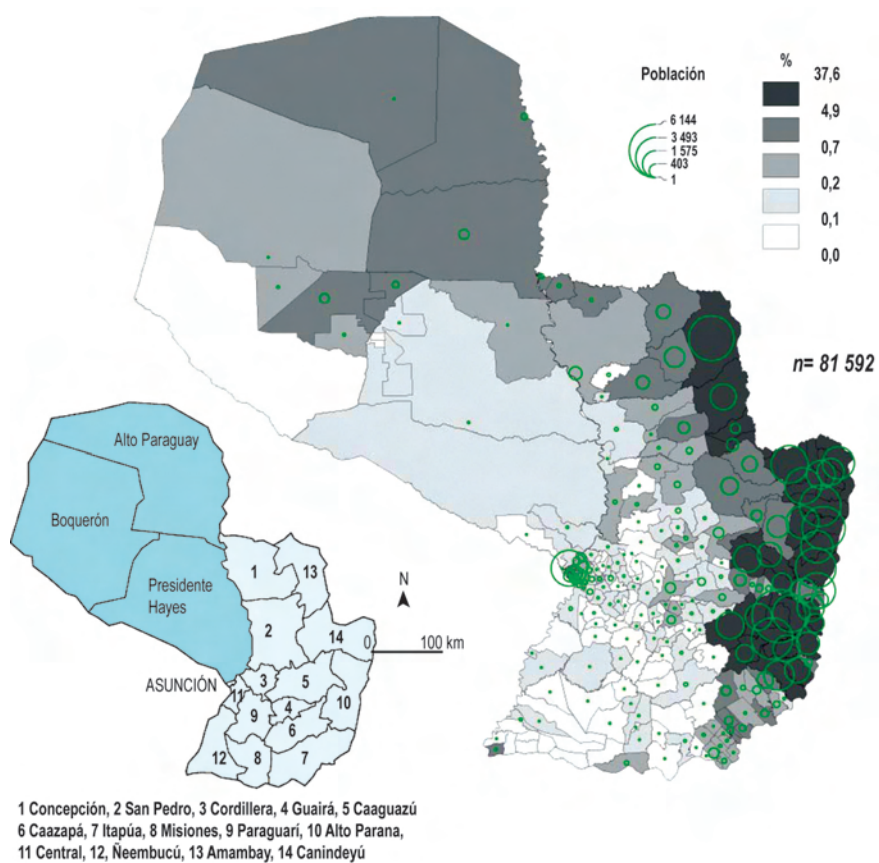 Población
6 144
3 493
1 575
403
1
%
37,6
4,9
0,7
0,2
0,1
0,0
n= 81 592
Alto Paraguay
Boquerón
Presidente
Hayes
ASUNCIÓN
N
0 100 km
1
13
2
14
3
5
11
4
10
9
6
12
8
7
1 Concepción, 2 San Pedro, 3 Cordillera, 4 Guairá, 5 Caaguazú
6 Caazapá, 7 Itapúa, 8 Misiones, 9 Paraguarí, 10 Alto Parana,
11 Central, 12, Ñeembucú, 13 Amambay, 14 Canindeyú